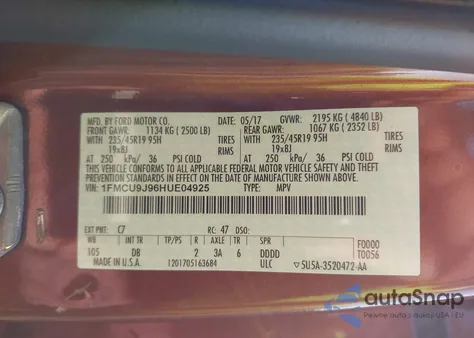 MFD. BY FORD MOTOR CO. 05/17 GVWR: 2195 KG ( 4840 LB)
FRONT GAWR: 1134 KG ( 2500 LB) REAR GAWR: 1067 KG ( 2352 LB)
WITH WITH
235/45R19 95H TIRES 235/45R19 95H TIRES
19x8J RIMS 19x8J RIMS
AT 250 kPa/ 36 PSI COLD AT 250 kPa/ 36 PSI COLD
THIS VEHICLE CONFORMS TO ALL APPLICABLE FEDERAL MOTOR VEHICLE SAFETY AND THEFT
PREVENTION STANDARDS IN EFFECT ON THE DATE OF MANUFACTURE SHOWN ABOVE.
VIN: 1FMCU9J96HUE04925 TYPE: MPV
EXT PNT: C7 RC: 47 DSO:
WB INT TR TP/PS R AXLE TR SPR F0000
105 DB 2 3A 6 DDDD T0056
MADE IN U.S.A. 1201705163684 ULC 5U5A-3520472-AA
autoSnap
Pewne auto z aukcji USA i EU